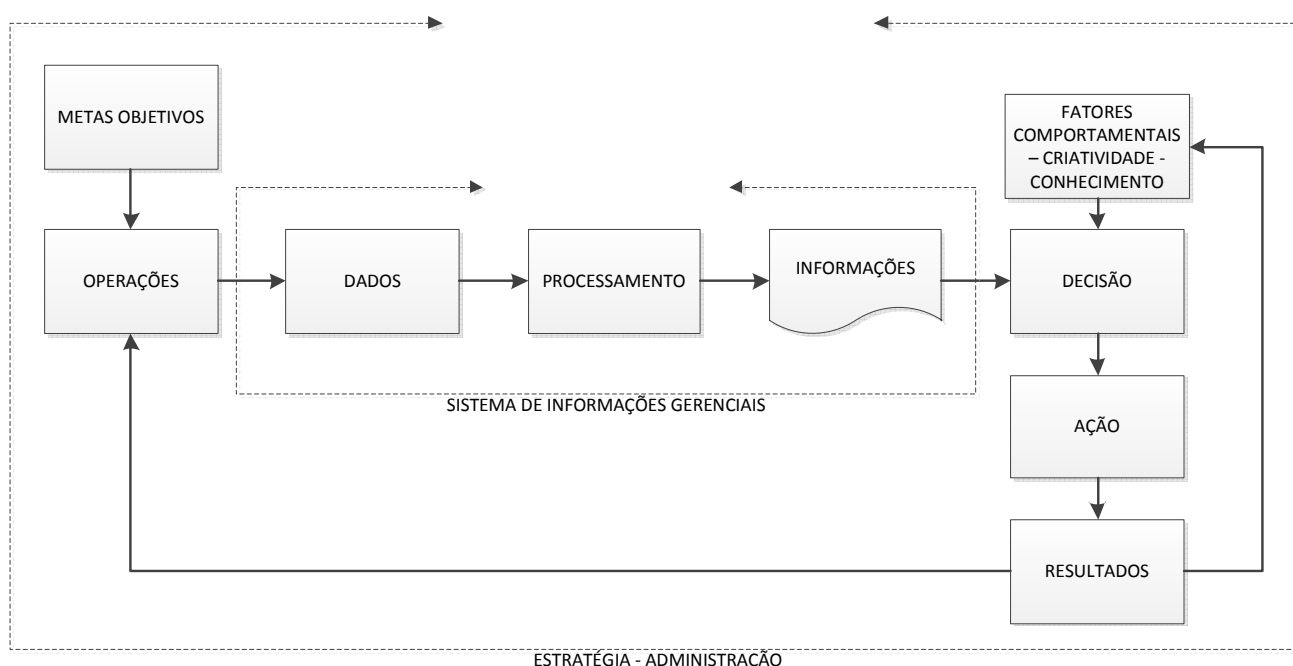 METAS OBJETIVOS
FATORES
COMPORTAMENTAIS
– CRIATIVIDADE -
CONHECIMENTO
OPERAÇÕES
DADOS
PROCESSAMENTO
INFORMAÇÕES
DECISÃO
SISTEMA DE INFORMAÇÕES GERENCIAIS
AÇÃO
RESULTADOS
ESTRATÉGIA - ADMINISTRAÇÃO